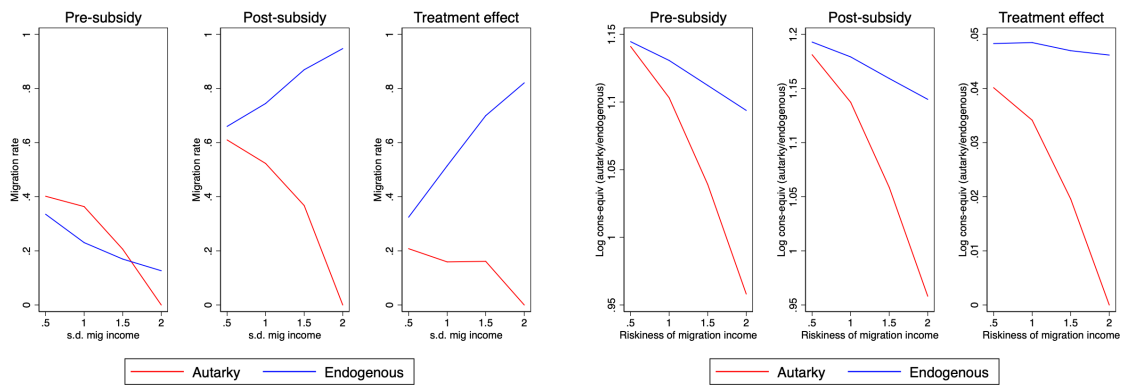 Pre-subsidy
Post-subsidy
Treatment effect
Migration rate
0 .2 .4 .6 .8 1
.5 1 1.5 2
s.d. mig income
Migration rate
0 .2 .4 .6 .8 1
.5 1 1.5 2
s.d. mig income
Migration rate
0 .2 .4 .6 .8 1
.5 1 1.5 2
s.d. mig income
Autarky Endogenous
Pre-subsidy
Post-subsidy
Treatment effect
Log cons-equiv (autarky/endogenous)
.95 1 1.05 1.1 1.15
.5 1 1.5 2
Riskiness of migration income
Log cons-equiv (autarky/endogenous)
.95 1 1.05 1.1 1.15 1.2
.5 1 1.5 2
Riskiness of migration income
Log cons-equiv (autarky/endogenous)
0 .01 .02 .03 .04 .05
.5 1 1.5 2
Riskiness of migration income
Autarky Endogenous